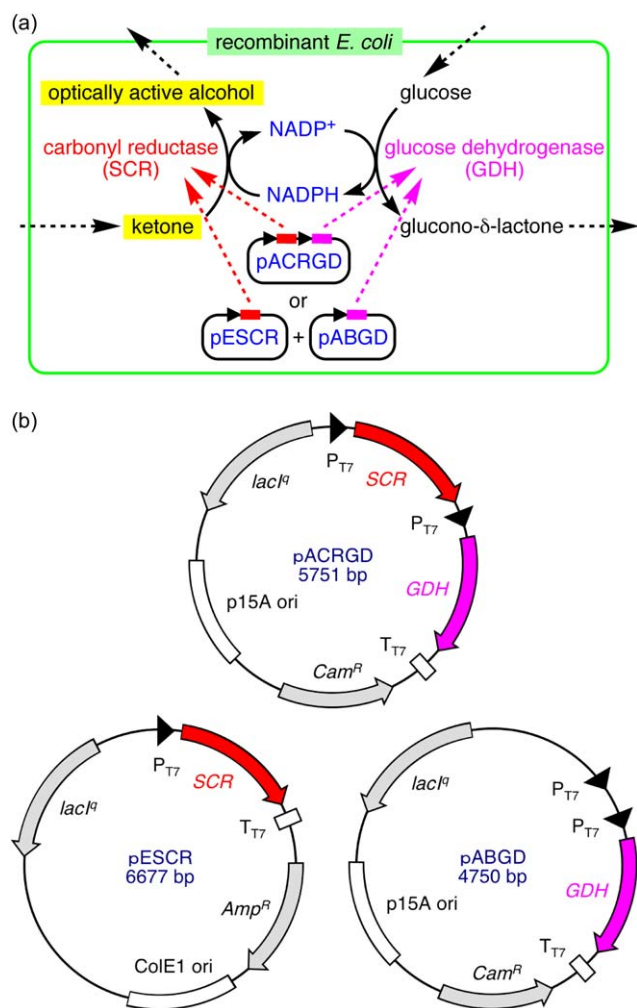 (a)
recombinant E. coli
optically active alcohol
glucose
NADP+
carbonyl reductase
(SCR)
glucose dehydrogenase
(GDH)
NADPH
ketone
glucono-δ-lactone
pACRGD
or
pESCR + pABGD
(b)
PT7
SCR
lacIq
PT7
pACRGD
5751 bp
GDH
p15A ori
TT7
CamR
PT7
SCR
lacIq
TT7
pESCR
6677 bp
AmpR
ColE1 ori
lacIq
PT7
PT7
pABGD
4750 bp
GDH
p15A ori
TT7
CamR